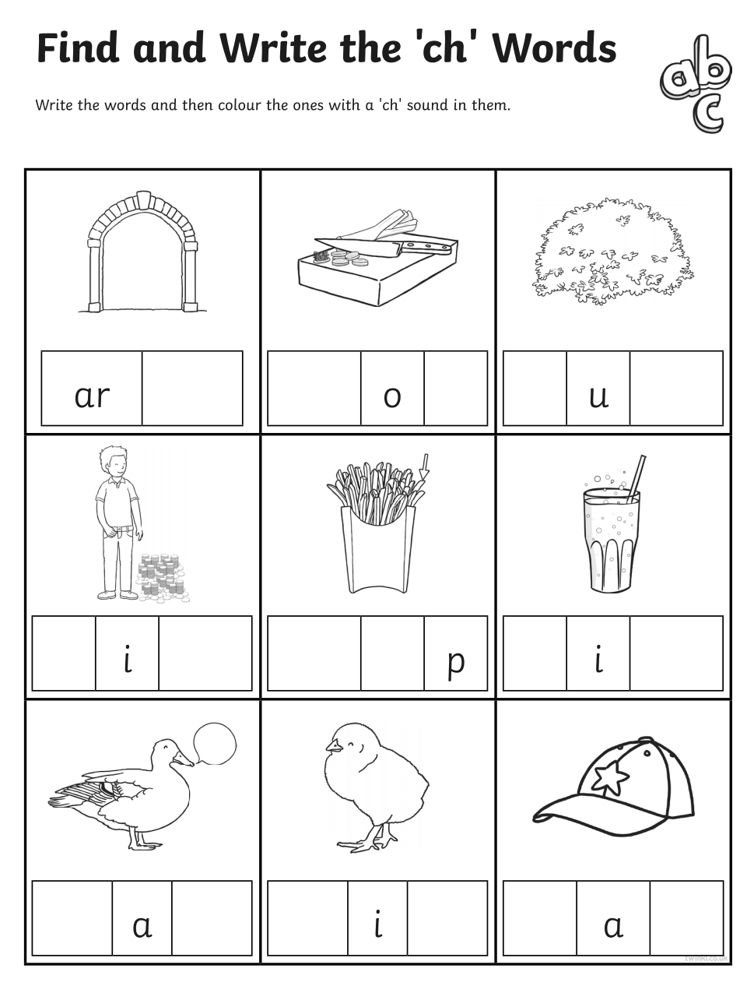 Find and Write the 'ch' Words
Write the words and then colour the ones with a 'ch' sound in them.
a b
c
ar
o
u
i
p
i
a
i
a
twinkl.co.uk